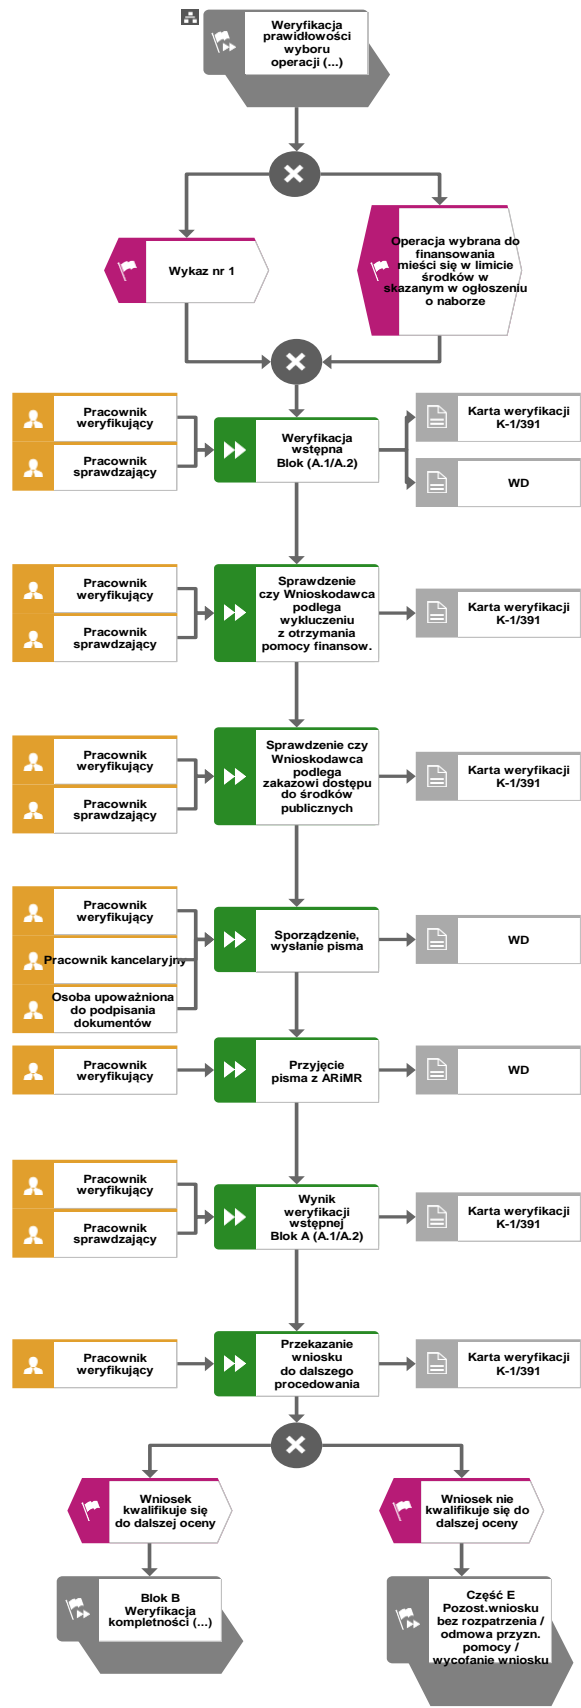 Weryfikacja
prawidłowości
wyboru
operacji (...)
Wykaz nr 1
Operacja wybrana do
finansowania
mieści się w limicie
środków w
skazanym w ogłoszeniu
o naborze
Pracownik
weryfikujący
Pracownik
sprawdzający
Weryfikacja
wstępna
Blok (A.1/A.2)
Karta weryfikacji
K-1/391
WD
Pracownik
weryfikujący
Pracownik
sprawdzający
Sprawdzenie
czy Wnioskodawca
podlega
wykluczeniu
z otrzymania
pomocy finansow.
Karta weryfikacji
K-1/391
Pracownik
weryfikujący
Pracownik
sprawdzający
Sprawdzenie czy
Wnioskodawca
podlega
zakazowi dostępu
do środków
publicznych
Karta weryfikacji
K-1/391
Pracownik
weryfikujący
Pracownik kancelaryjny
Osoba upoważniona
do podpisania
dokumentów
Sporządzenie,
wysłanie pisma
WD
Pracownik
weryfikujący
Przyjęcie
pisma z ARiMR
WD
Pracownik
weryfikujący
Pracownik
sprawdzający
Wynik
weryfikacji
wstępnej
Blok A (A.1/A.2)
Karta weryfikacji
K-1/391
Pracownik
weryfikujący
Przekazanie
wniosku
do dalszego
procedowania
Karta weryfikacji
K-1/391
Wniosek
kwalifikuje się
do dalszej oceny
Wniosek nie
kwalifikuje się do
dalszej oceny
Blok B
Weryfikacja
kompletności (...)
Część E
Pozost.wniosku
bez rozpatrzenia /
odmowa przyzn.
pomocy /
wycofanie wniosku